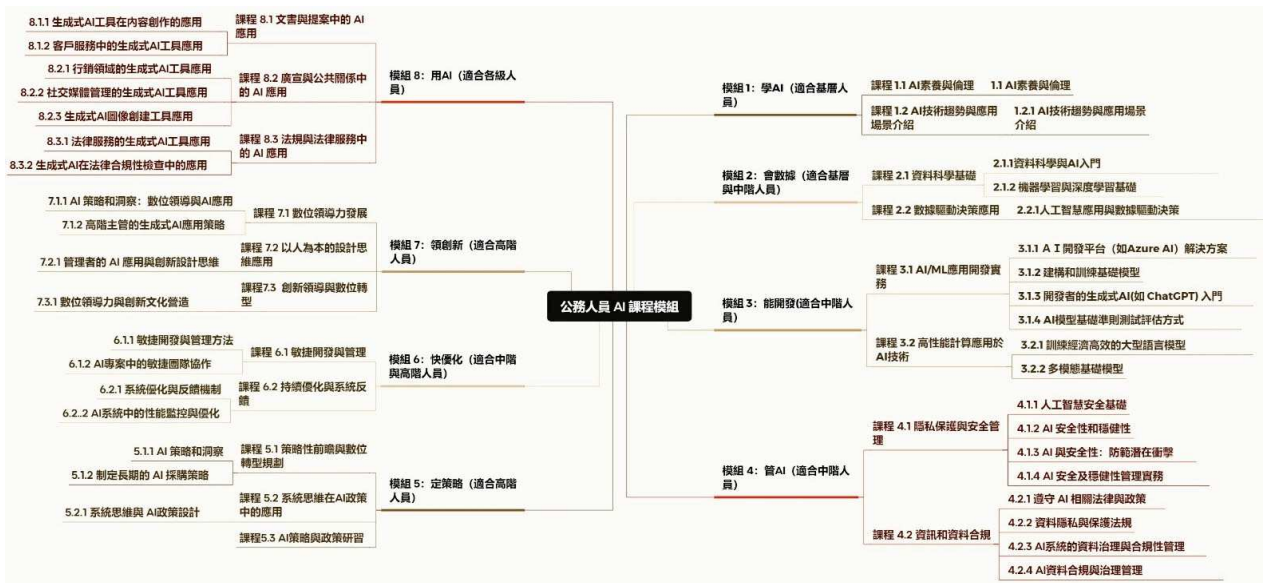 公務人員 AI 課程模組
模組 1：學AI（適合基層人
員）
課程 1.1 AI素養與倫理
1.1 AI素養與倫理
課程 1.2 AI技術趨勢與應用
場景介紹
1.2.1 AI技術趨勢與應用場景
介紹
模組 2：會數據（適合基層
與中階人員）
課程 2.1 資料科學基礎
2.1.1資料科學與AI入門
2.1.2 機器學習與深度學習基礎
課程 2.2 數據驅動決策應用
2.2.1人工智慧應用與數據驅動決策
模組 3：能開發(適合中階人
員）
課程 3.1 AI/ML應用開發實
務
3.1.1 ＡＩ開發平台（如Azure AI）解決方案
3.1.2 建構和訓練基礎模型
3.1.3 開發者的生成式AI(如 ChatGPT) 入門
3.1.4 AI模型基礎準則測試評估方式
課程 3.2 高性能計算應用於
AI技術
3.2.1 訓練經濟高效的大型語言模型
3.2.2 多模態基礎模型
模組 4：管AI（適合中階人
員）
課程 4.1 隱私保護與安全管
理
4.1.1 人工智慧安全基礎
4.1.2 AI 安全性和穩健性
4.1.3 AI 與安全性：防範潛在衝擊
4.1.4 AI 安全及穩健性管理實務
課程 4.2 資訊和資料合規
4.2.1 遵守 AI 相關法律與政策
4.2.2 資料隱私與保護法規
4.2.3 AI系統的資料治理與合規性管理
4.2.4 AI資料合規與治理管理
模組 5：定策略（適合高階
人員）
課程 5.1 策略性前瞻與數位
轉型規劃
5.1.1 AI 策略和洞察
5.1.2 制定長期的 AI 採購策略
課程 5.2 系統思維在AI政策
中的應用
5.2.1 系統思維與 AI政策設計
課程5.3 AI策略與政策研習
模組 6：快優化（適合中階
與高階人員）
課程 6.1 敏捷開發與管理
6.1.1 敏捷開發與管理方法
6.1.2 AI專案中的敏捷團隊協作
課程 6.2 持續優化與系統反
饋
6.2.1 系統優化與反饋機制
6.2..2 AI系統中的性能監控與優化
模組 7：領創新（適合高階
人員）
課程 7.1 數位領導力發展
7.1.1 AI 策略和洞察：數位領導與AI應用
7.1.2 高階主管的生成式AI應用策略
課程 7.2 以人為本的設計思
維應用
7.2.1 管理者的 AI 應用與創新設計思維
課程7.3 創新領導與數位轉
型
7.3.1 數位領導力與創新文化營造
模組 8：用AI（適合各級人
員）
課程 8.1 文書與提案中的 AI
應用
8.1.1 生成式AI工具在內容創作的應用
8.1.2 客戶服務中的生成式AI工具應用
課程 8.2 廣宣與公共關係中
的 AI 應用
8.2.1 行銷領域的生成式AI工具應用
8.2.2 社交媒體管理的生成式AI工具應用
8.2.3 生成式AI圖像創建工具應用
課程 8.3 法規與法律服務中
的 AI 應用
8.3.1 法律服務的生成式AI工具應用
8.3.2 生成式AI在法律合規性檢查中的應用